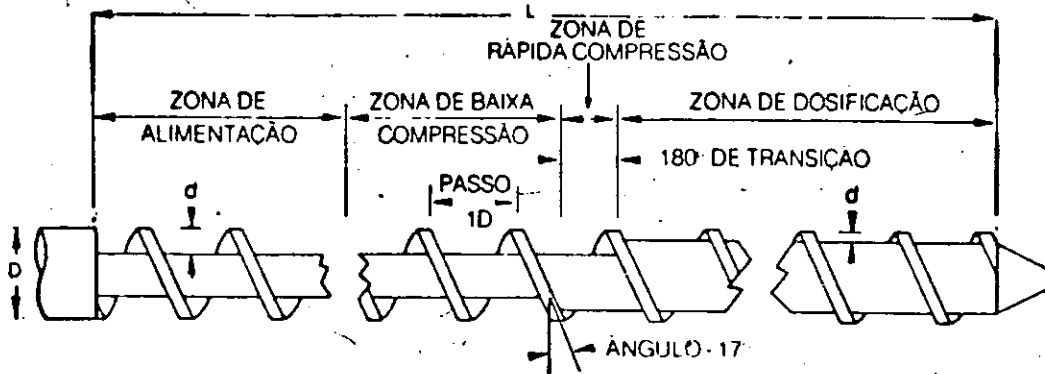 L
ZONA DE
RÁPIDA COMPRESSÃO
ZONA DE
ALIMENTAÇÃO
ZONA DE BAIXA
COMPRESSÃO
ZONA DE DOSIFICAÇÃO
180° DE TRANSIÇÃO
PASSO
1D
d
d
D
ÀNGULO - 17